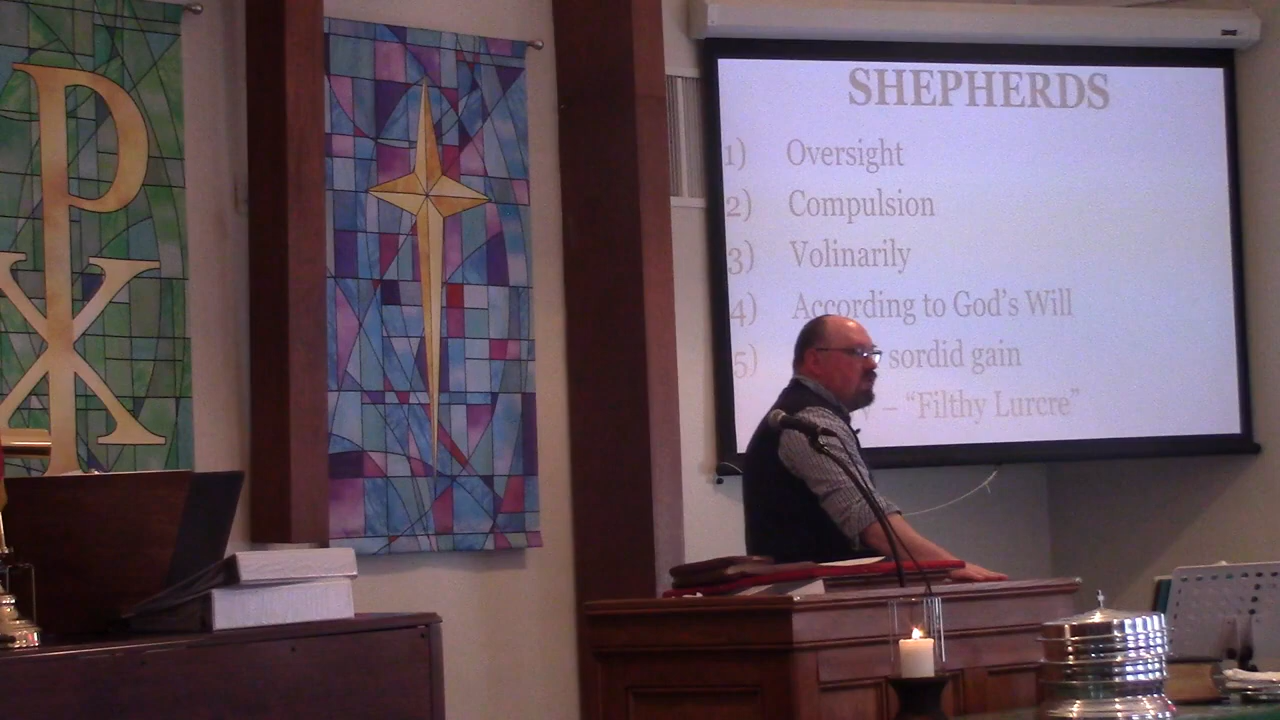 SHEPHERDS
1) Oversight
2) Compulsion
3) Volinarily
4) According to God's Will
5) sordid gain
– "Filthy Lurcre"